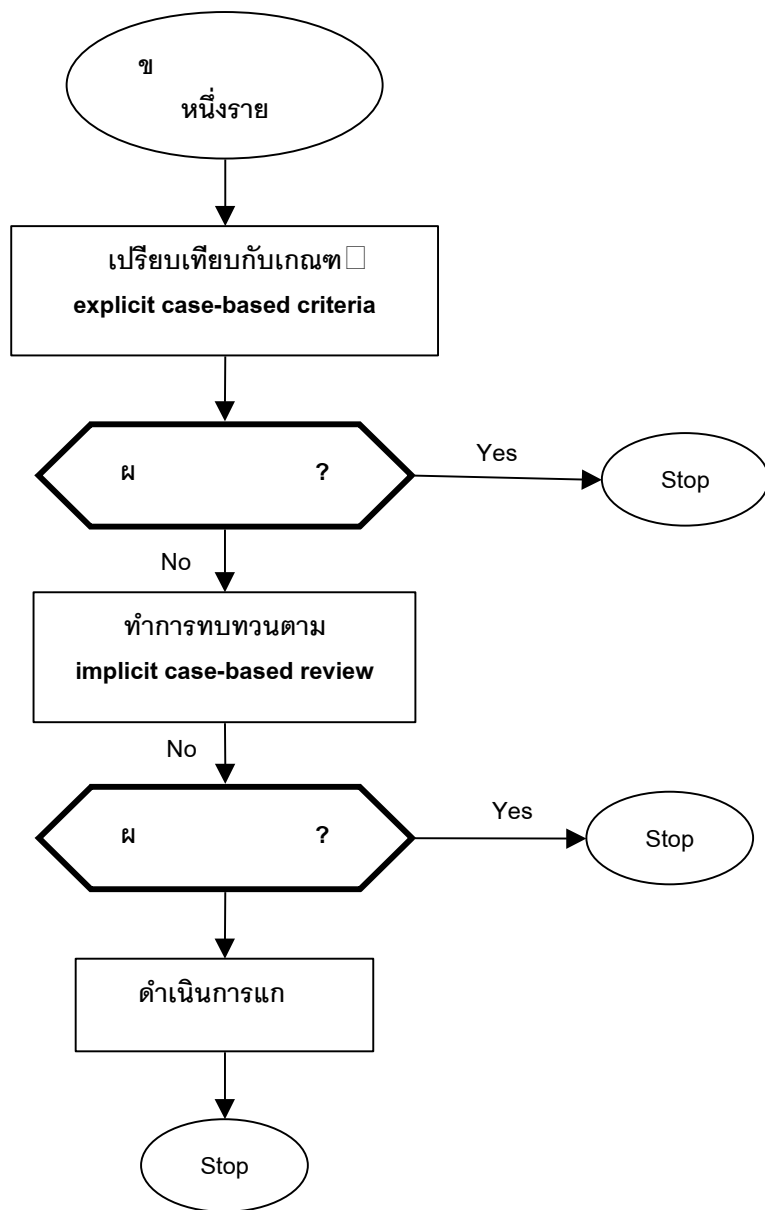 ข
หนึ่งราย
เปรียบเทียบกับเกณฑ□
explicit case-based criteria
ผ ?
Yes
Stop
No
ทำการทบทวนตาม
implicit case-based review
No
ผ ?
Yes
Stop
ดำเนินการแก
Stop